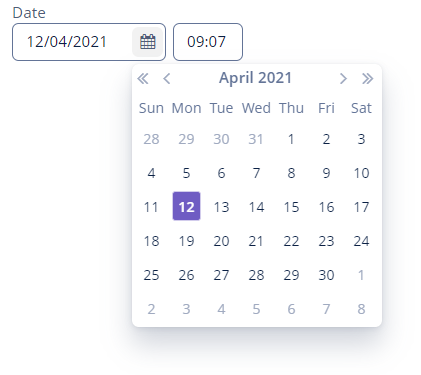 Date
12/04/2021 09:07
April 2021
Sun Mon Tue Wed Thu Fri Sat
28 29 30 31 1 2 3
4 5 6 7 8 9 10
11 12 13 14 15 16 17
18 19 20 21 22 23 24
25 26 27 28 29 30 1
2 3 4 5 6 7 8